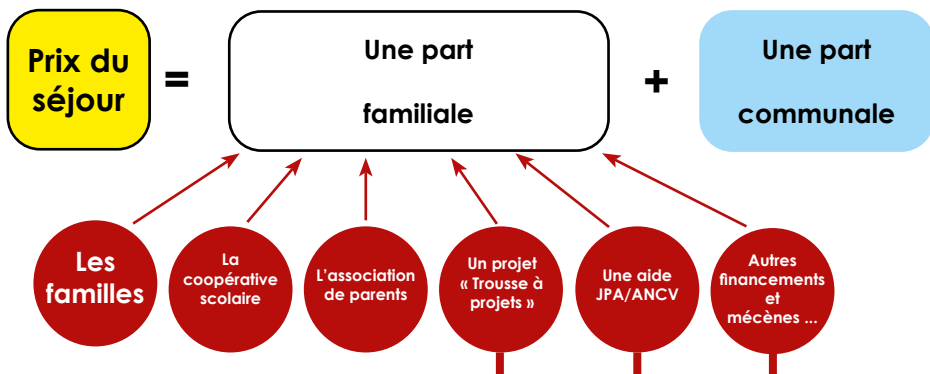 Prix du
séjour
=
Une part
familiale
+
Une part
communale
Les
familles
La
coopérative
scolaire
L'association
de parents
Un projet
« Trousse à
projets »
Une aide
JPA/ANCV
Autres
financements
et
mécènes ...